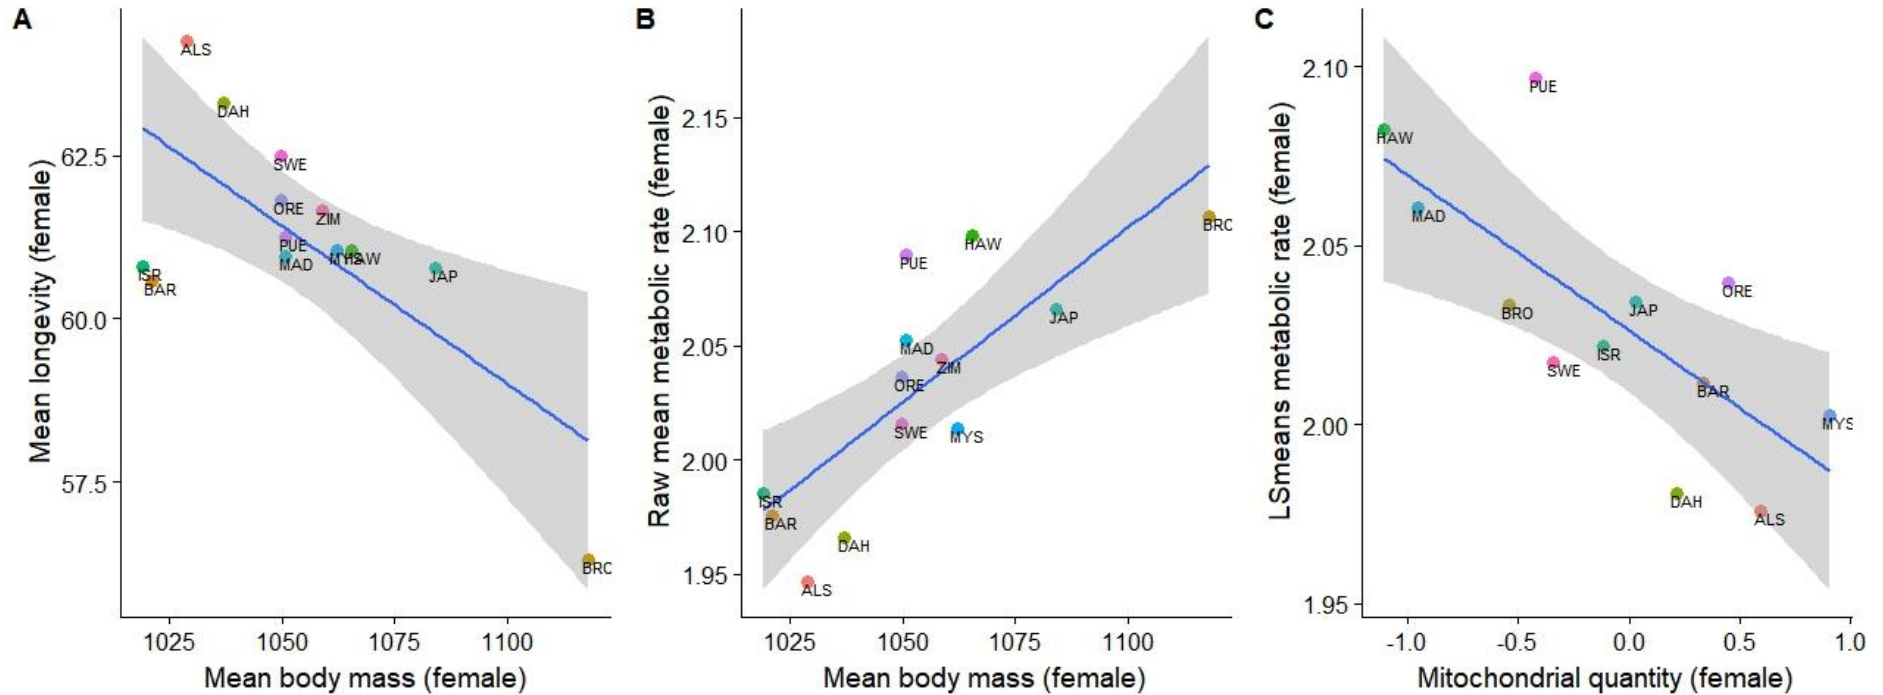 A
Mean longevity (female)
62.5
60.0
57.5
ALS
DAH
SWE
ORE
ZIM
PUE
MAD
HAW
JAP
ISR
BAR
BRO
1025
1050
1075
1100
Mean body mass (female)
B
Raw mean metabolic rate (female)
2.15
2.10
2.05
2.00
1.95
BRO
HAW
PUE
JAP
MAD
ZIM
ORE
SWE
MYS
ISR
BAR
DAH
ALS
1025
1050
1075
1100
Mean body mass (female)
C
LSmeans metabolic rate (female)
2.10
2.05
2.00
1.95
PUE
HAW
MAD
ORE
BRO
JAP
ISR
SWE
BAR
MYS
DAH
ALS
-1.0
-0.5
0.0
0.5
1.0
Mitochondrial quantity (female)